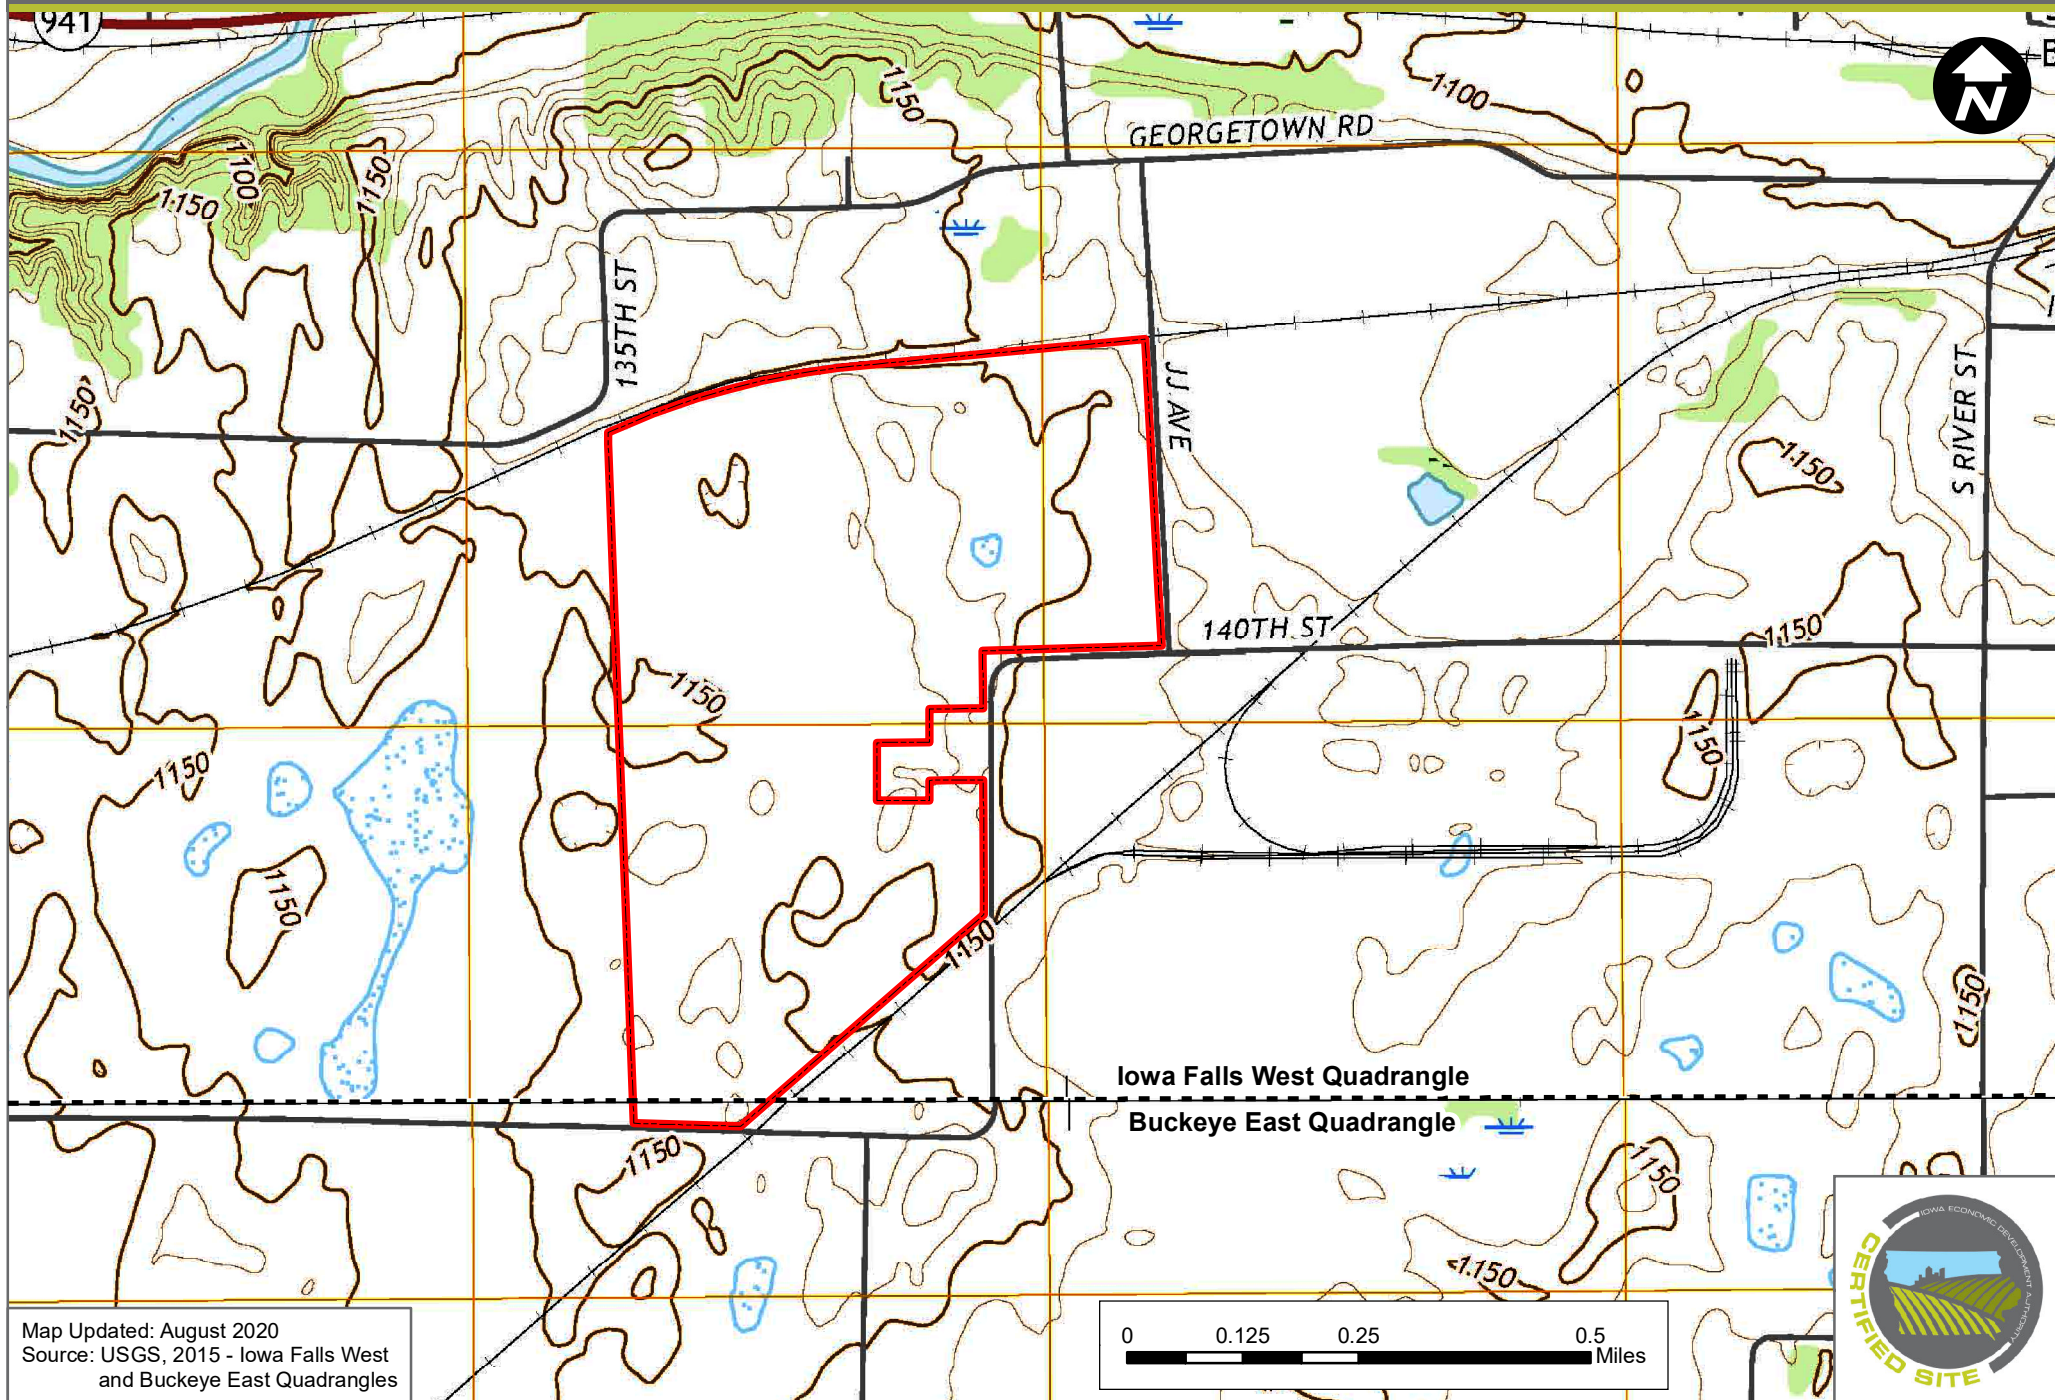 941
1150
1100
GEORGETOWN RD
1100
1150
1150
135TH ST
JJ AVE
S RIVER ST
1150
1150
140TH ST
1150
1150
1150
1150
1150
1150
1150
Iowa Falls West Quadrangle
Buckeye East Quadrangle
1150
1150
1150
N
Map Updated: August 2020
Source: USGS, 2015 - Iowa Falls West
and Buckeye East Quadrangles
0 0.125 0.25 0.5
Miles
IOWA ECONOMIC DEVELOPMENT AUTHORITY
CERTIFIED SITE